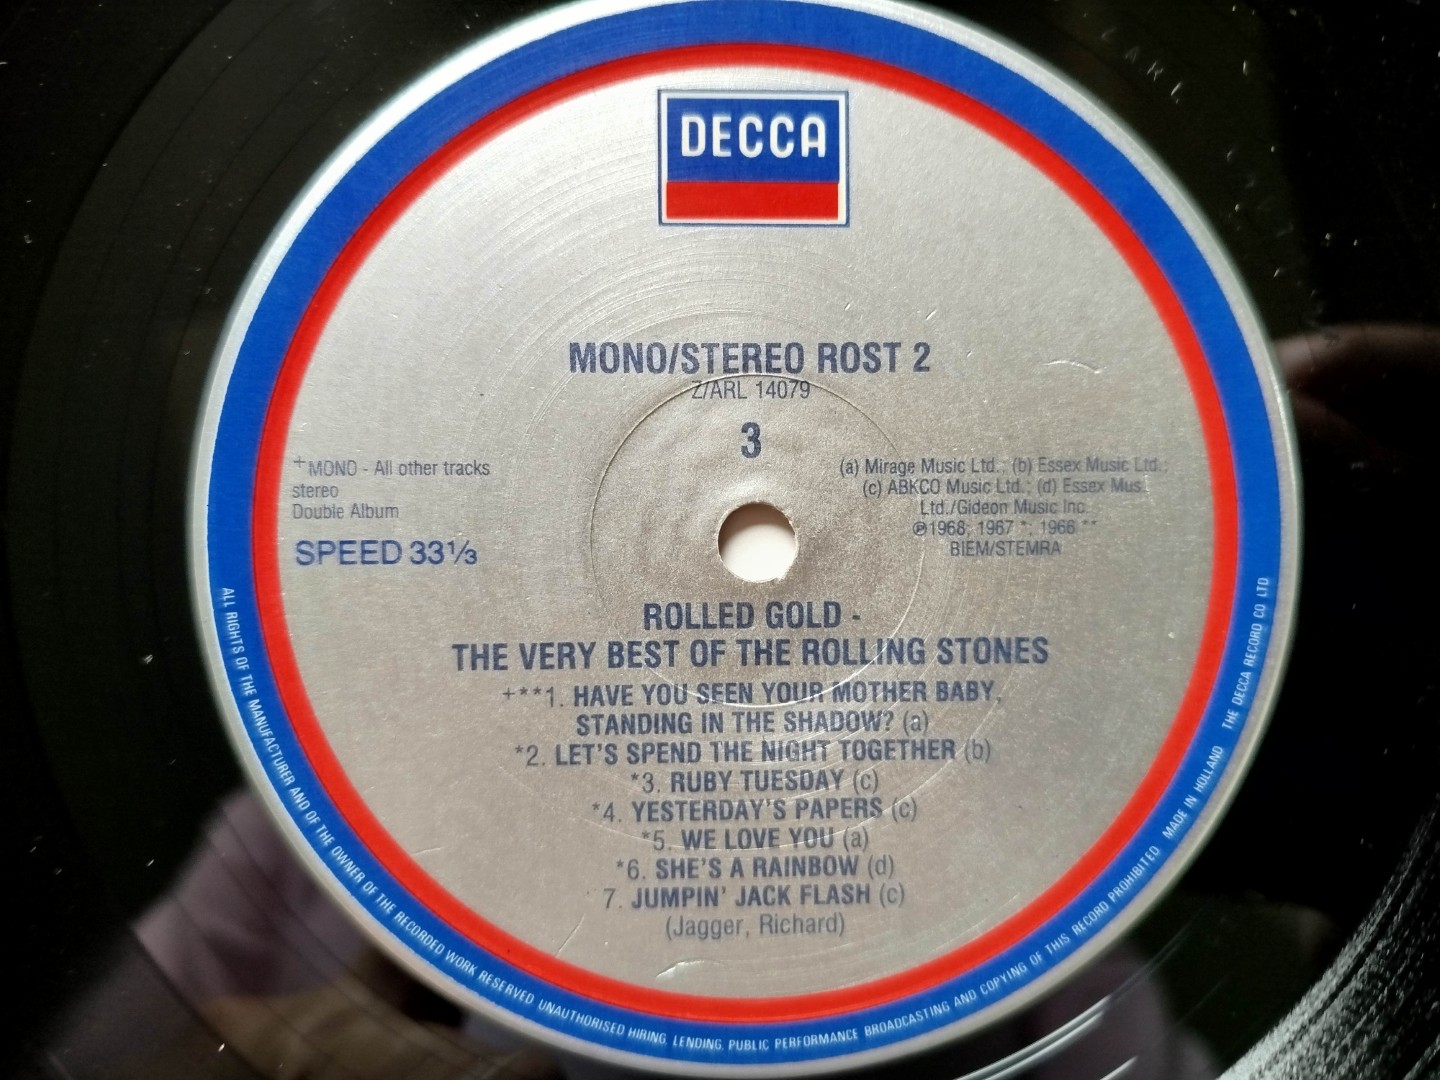 DECCA
MONO/STEREO ROST 2
Z/ARL 14079
3
+MONO - All other tracks
stereo
Double Album
SPEED 33⅓
(a) Mirage Music Ltd.; (b) Essex Music Ltd.;
(c) ABKCO Music Ltd.; (d) Essex Mus.
Ltd./Gideon Music Inc.
℗1968; 1967 *; 1966 **
BIEM/STEMRA
ROLLED GOLD -
THE VERY BEST OF THE ROLLING STONES
+**1. HAVE YOU SEEN YOUR MOTHER BABY,
STANDING IN THE SHADOW? (a)
*2. LET'S SPEND THE NIGHT TOGETHER (b)
*3. RUBY TUESDAY (c)
*4. YESTERDAY'S PAPERS (c)
*5. WE LOVE YOU (a)
*6. SHE'S A RAINBOW (d)
7. JUMPIN' JACK FLASH (c)
(Jagger, Richard)
ALL RIGHTS OF THE MANUFACTURER AND OF THE OWNER OF THE RECORDED WORK RESERVED UNAUTHORISED HIRING, LENDING, PUBLIC PERFORMANCE BROADCASTING AND COPYING OF THIS RECORD PROHIBITED MADE IN HOLLAND THE DECCA RECORD CO LTD